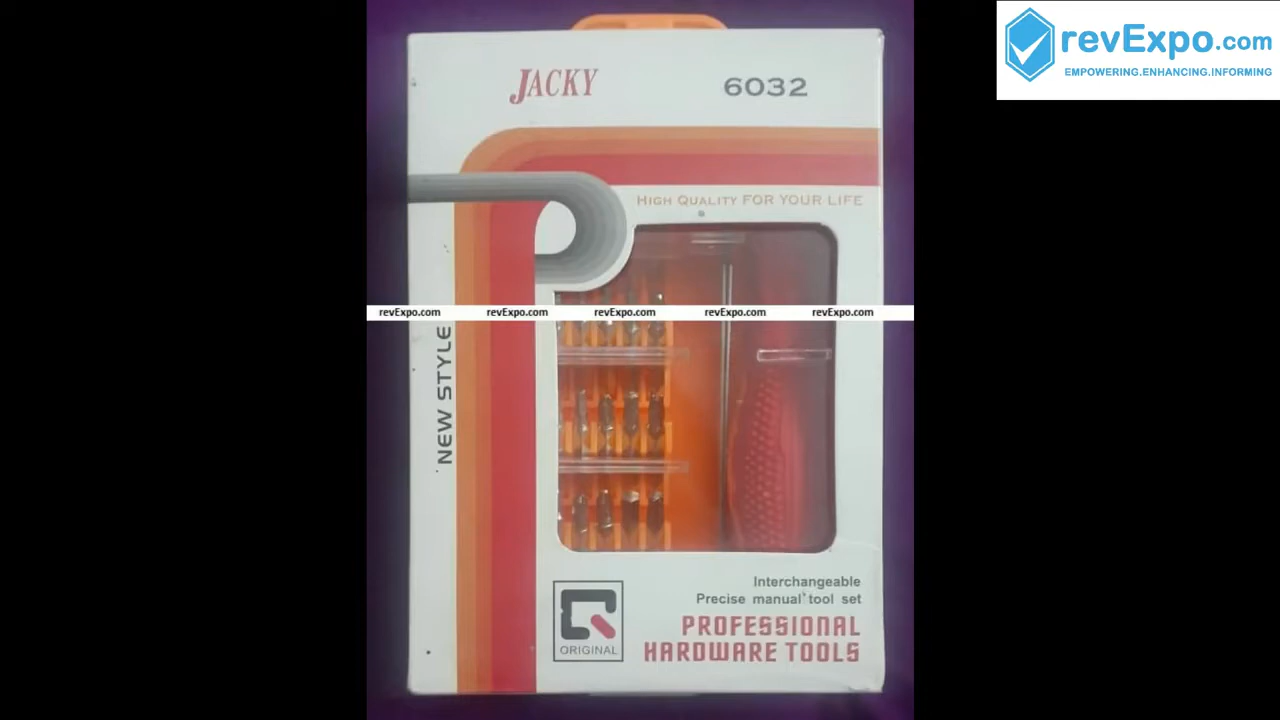 revExpo.com
EMPOWERING.ENHANCING.INFORMING
JACKY
6032
HIGH QUALITY FOR YOUR LIFE
revExpo.com revExpo.com revExpo.com revExpo.com revExpo.com
NEW STYLE
Interchangeable
Precise manual tool set
PROFESSIONAL
HARDWARE TOOLS
ORIGINAL